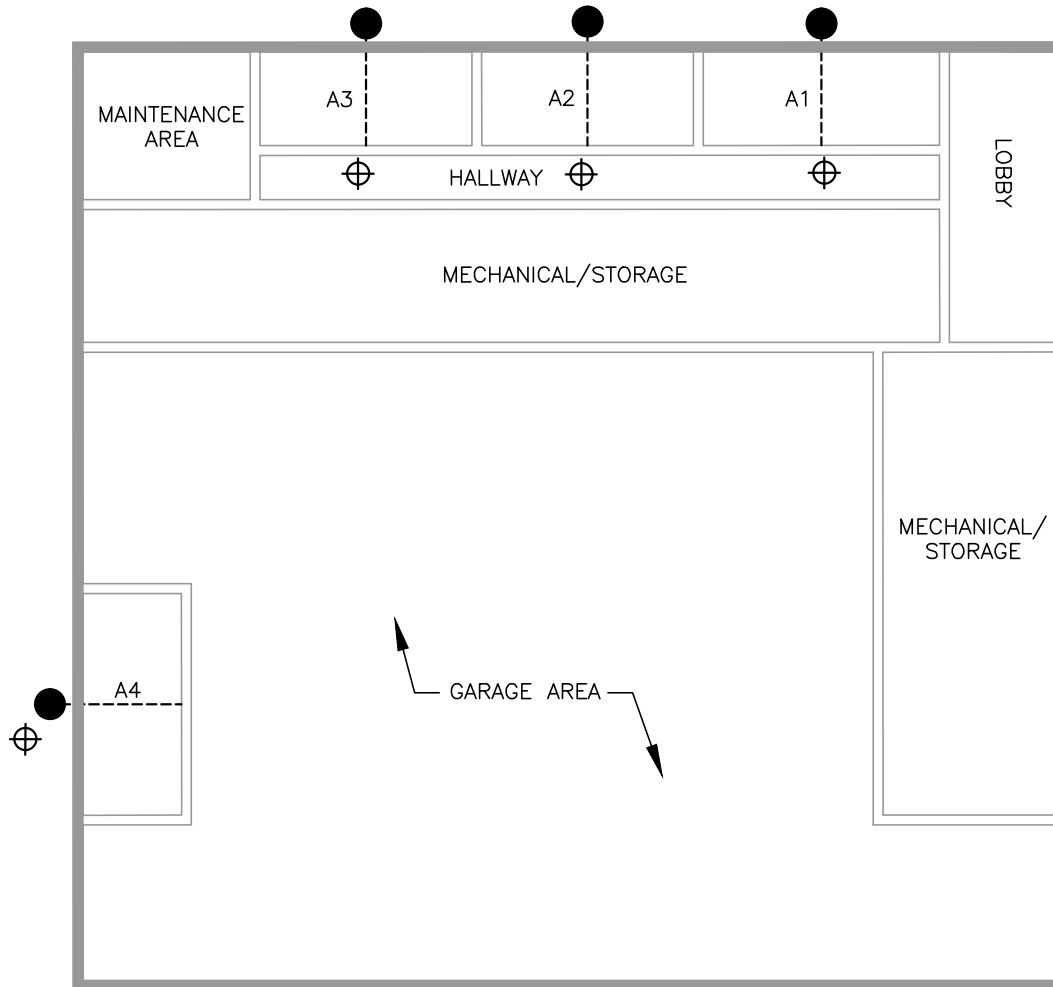 MAINTENANCE
AREA
A3
A2
A1
LOBBY
HALLWAY
MECHANICAL/STORAGE
MECHANICAL/
STORAGE
A4
GARAGE AREA